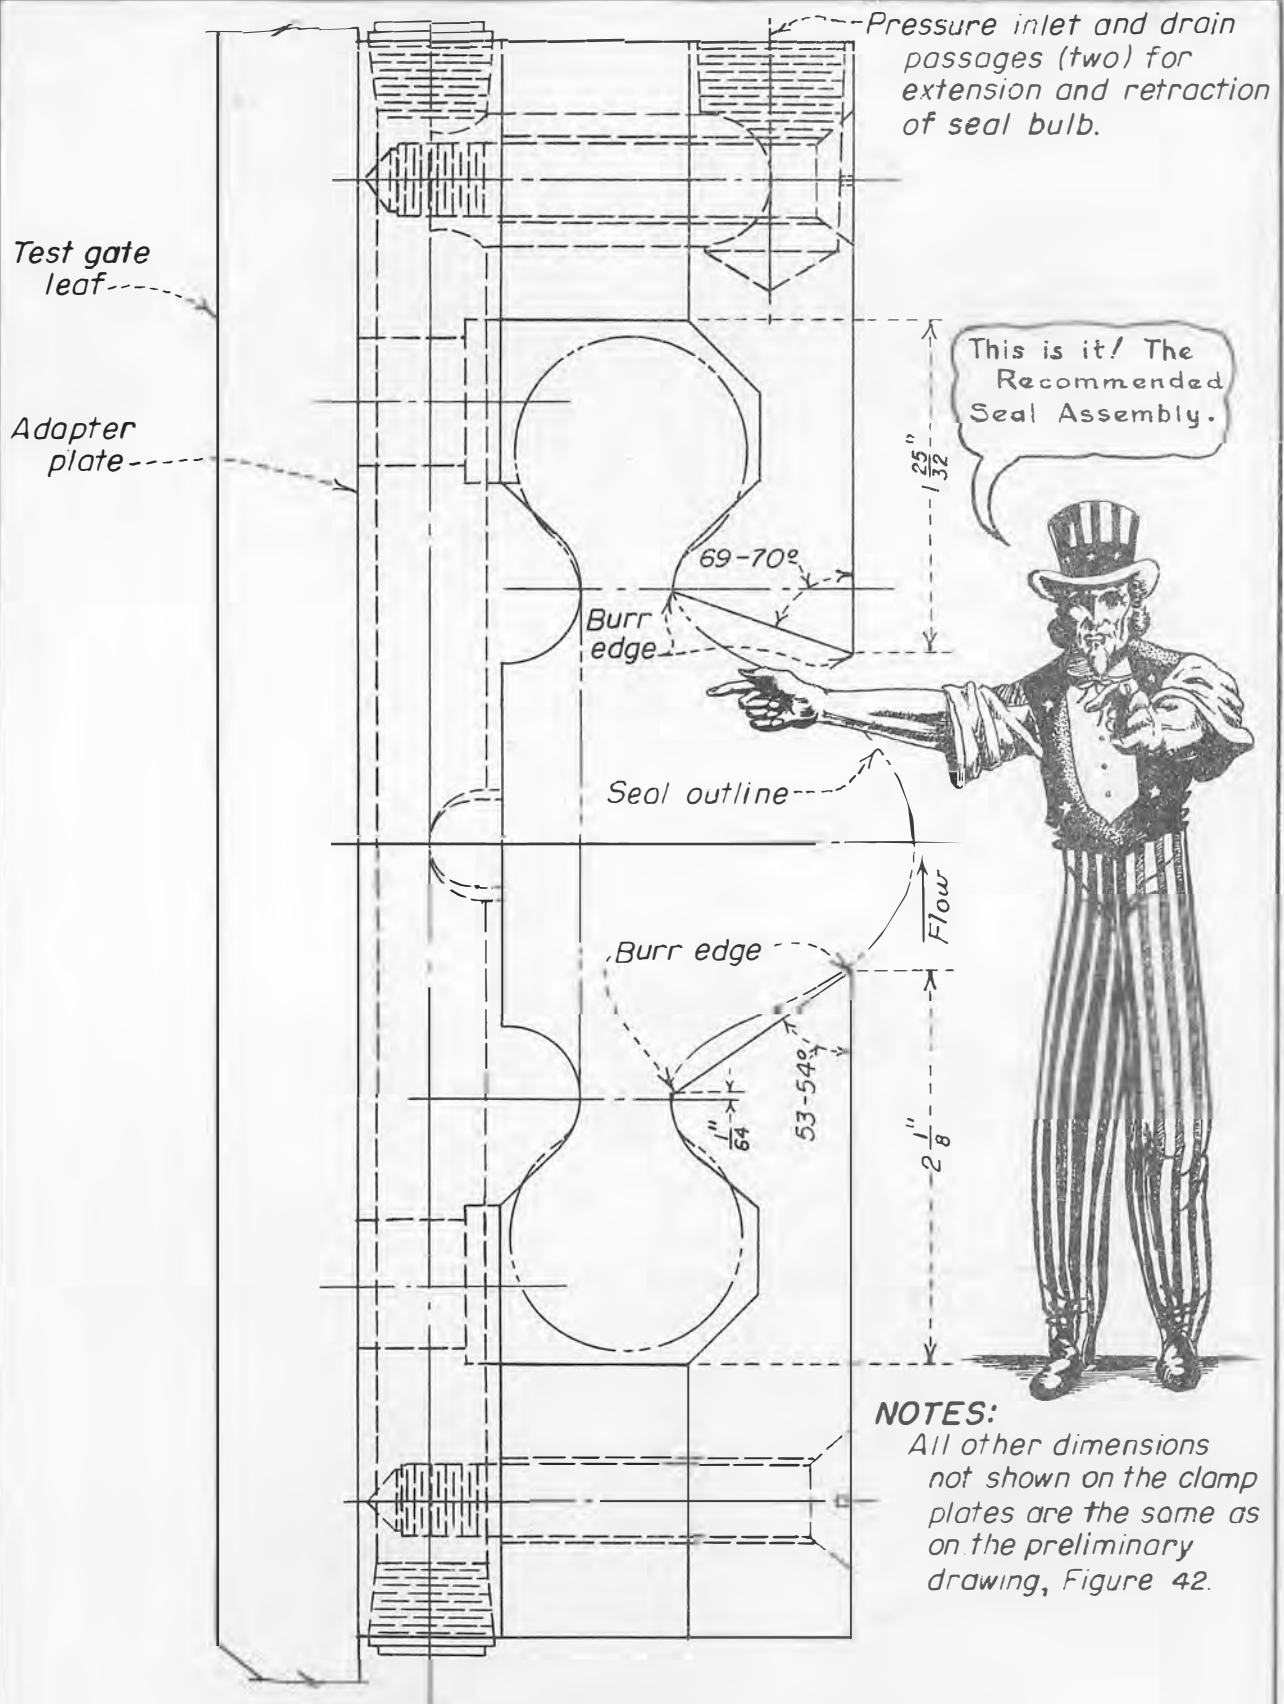 Pressure inlet and drain
passages (two) for
extension and retraction
of seal bulb.
Test gate
leaf
This is it! The
Recommended
Seal Assembly.
Adapter
plate
1 25/32"
69-70°
Burr
edge
Seal outline
Flow
Burr edge
53-54°
1/64"
2 1/8"
NOTES:
All other dimensions
not shown on the clamp
plates are the same as
on the preliminary
drawing, Figure 42.